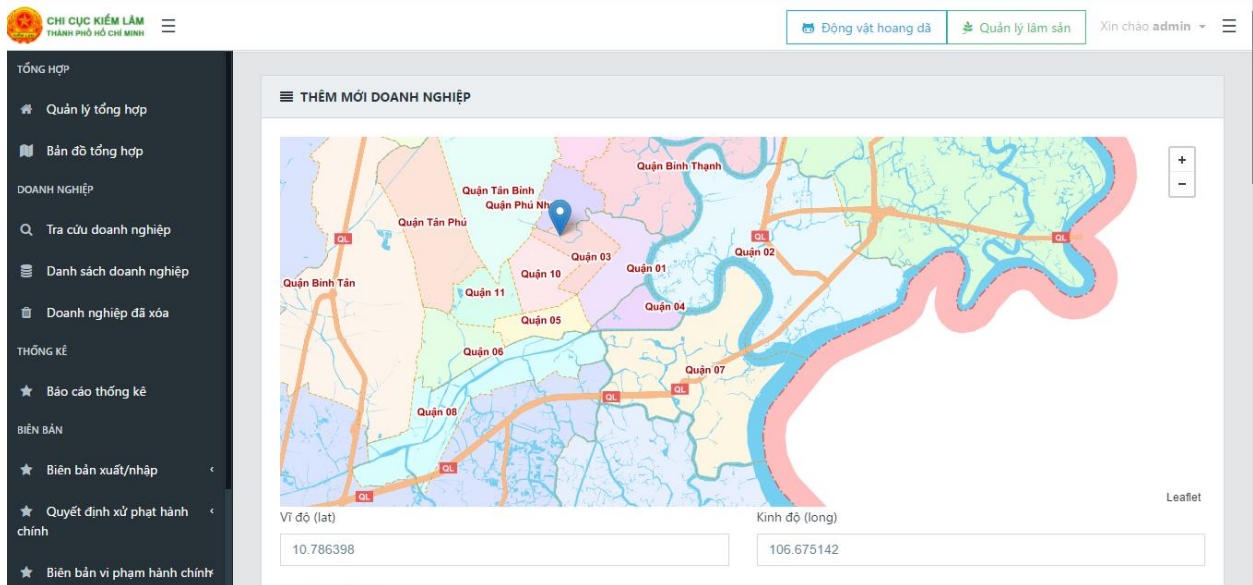 CHI CỤC KIỂM LÂM
THÀNH PHỐ HỒ CHÍ MINH
Động vật hoang dã
Quản lý lâm sản
Xin chào admin
TỔNG HỢP
Quản lý tổng hợp
Bản đồ tổng hợp
DOANH NGHIỆP
Tra cứu doanh nghiệp
Danh sách doanh nghiệp
Doanh nghiệp đã xóa
THỐNG KÊ
Báo cáo thống kê
BIÊN BẢN
Biên bản xuất/nhập
Quyết định xử phạt hành
chính
Biên bản vi phạm hành chính
THÊM MỚI DOANH NGHIỆP
+
−
Quận Bình Thạnh
Quận Tân Bình
Quận Phú Nh
Quận Tân Phú
QL
QL
QL
Quận 02
Quận 03
Quận 01
Quận 10
Quận Bình Tân
Quận 11
Quận 04
Quận 05
Quận 06
Quận 07
QL
QL
Quận 08
QL
QL
Leaflet
Vĩ độ (lat)
Kinh độ (long)
10.786398
106.675142